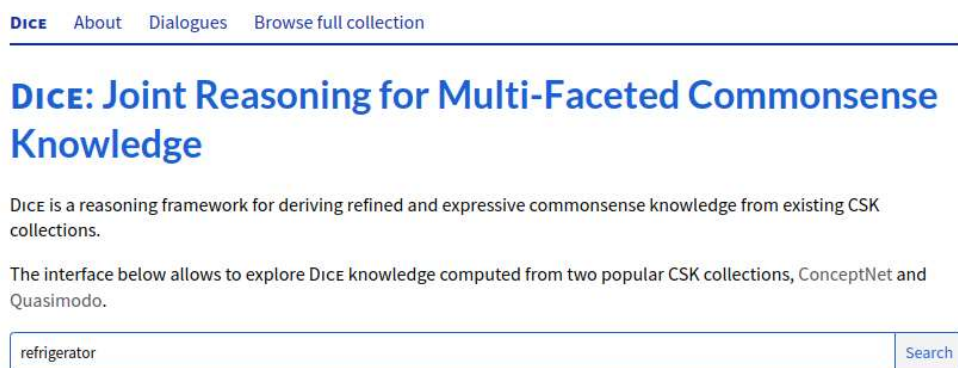 DICE About Dialogues Browse full collection
DICE: Joint Reasoning for Multi-Faceted Commonsense
Knowledge
DICE is a reasoning framework for deriving refined and expressive commonsense knowledge from existing CSK
collections.
The interface below allows to explore DICE knowledge computed from two popular CSK collections, ConceptNet and
Quasimodo.
refrigerator Search